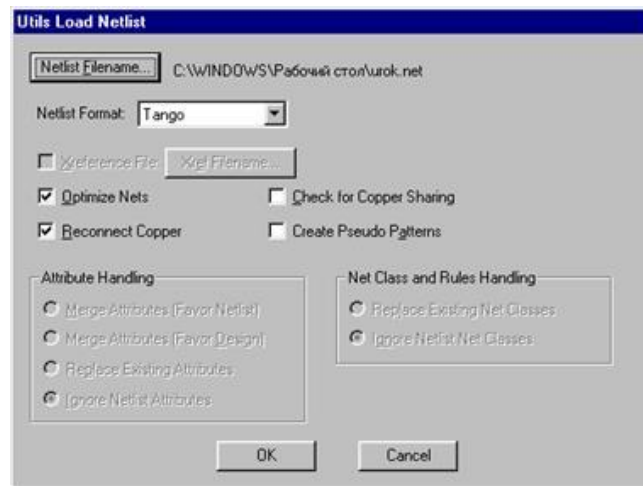 Utils Load Netlist
Netlist Filename... C:\WINDOWS\Рабочий стол\urok.net
Netlist Format: Tango
Xreference File: Xref Filename...
Optimize Nets Check for Copper Sharing
Reconnect Copper Create Pseudo Patterns
Attribute Handling Net Class and Rules Handling
Merge Attributes (Favor Netlist) Replace Existing Net Classes
Merge Attributes (Favor Design) Ignore Netlist Net Classes
Replace Existing Attributes
Ignore Netlist Attributes
OK Cancel